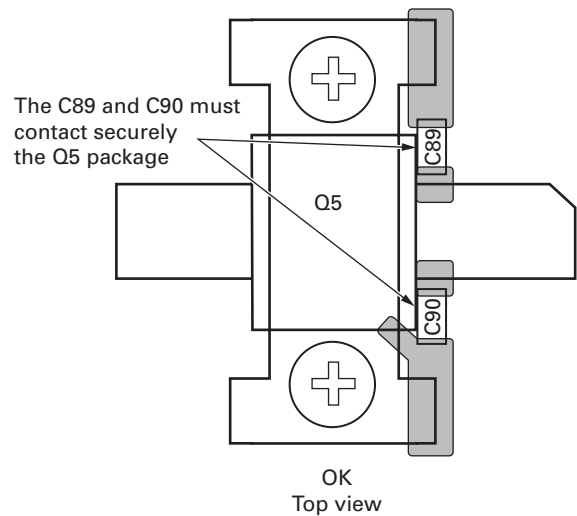 The C89 and C90 must
contact securely
the Q5 package
C89
Q5
C90
OK
Top view